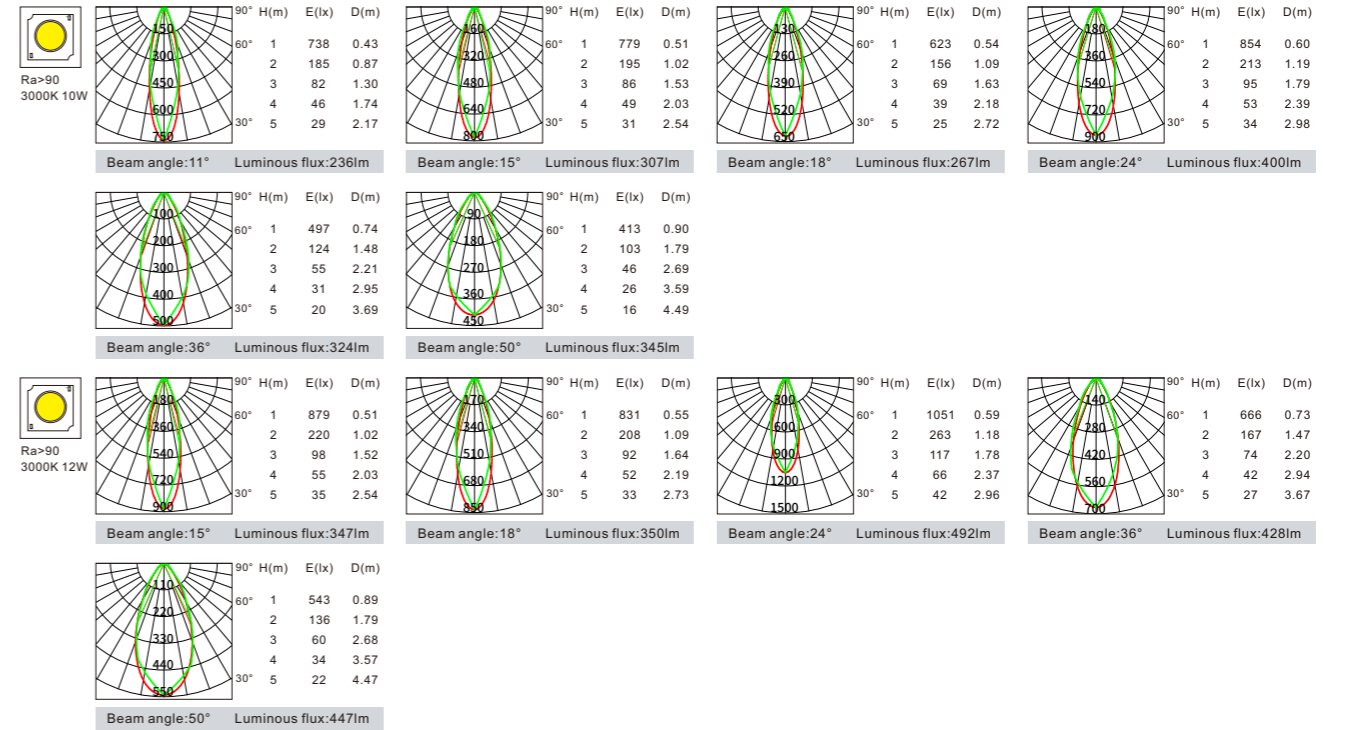 Ra>90
3000K 10W
150
300
450
600
750
90° H(m) E(lx) D(m)
60° 1 738 0.43
2 185 0.87
3 82 1.30
4 46 1.74
30° 5 29 2.17
Beam angle:11° Luminous flux:236lm
160
320
480
640
800
90° H(m) E(lx) D(m)
60° 1 779 0.51
2 195 1.02
3 86 1.53
4 49 2.03
30° 5 31 2.54
Beam angle:15° Luminous flux:307lm
130
260
390
520
650
90° H(m) E(lx) D(m)
60° 1 623 0.54
2 156 1.09
3 69 1.63
4 39 2.18
30° 5 25 2.72
Beam angle:18° Luminous flux:267lm
180
360
540
720
900
90° H(m) E(lx) D(m)
60° 1 854 0.60
2 213 1.19
3 95 1.79
4 53 2.39
30° 5 34 2.98
Beam angle:24° Luminous flux:400lm
100
200
300
400
500
90° H(m) E(lx) D(m)
60° 1 497 0.74
2 124 1.48
3 55 2.21
4 31 2.95
30° 5 20 3.69
Beam angle:36° Luminous flux:324lm
90
180
270
360
450
90° H(m) E(lx) D(m)
60° 1 413 0.90
2 103 1.79
3 46 2.69
4 26 3.59
30° 5 16 4.49
Beam angle:50° Luminous flux:345lm
Ra>90
3000K 12W
180
360
540
720
900
90° H(m) E(lx) D(m)
60° 1 879 0.51
2 220 1.02
3 98 1.52
4 55 2.03
30° 5 35 2.54
Beam angle:15° Luminous flux:347lm
170
340
510
680
850
90° H(m) E(lx) D(m)
60° 1 831 0.55
2 208 1.09
3 92 1.64
4 52 2.19
30° 5 33 2.73
Beam angle:18° Luminous flux:350lm
300
600
900
1200
1500
90° H(m) E(lx) D(m)
60° 1 1051 0.59
2 263 1.18
3 117 1.78
4 66 2.37
30° 5 42 2.96
Beam angle:24° Luminous flux:492lm
140
280
420
560
700
90° H(m) E(lx) D(m)
60° 1 666 0.73
2 167 1.47
3 74 2.20
4 42 2.94
30° 5 27 3.67
Beam angle:36° Luminous flux:428lm
110
220
330
440
550
90° H(m) E(lx) D(m)
60° 1 543 0.89
2 136 1.79
3 60 2.68
4 34 3.57
30° 5 22 4.47
Beam angle:50° Luminous flux:447lm